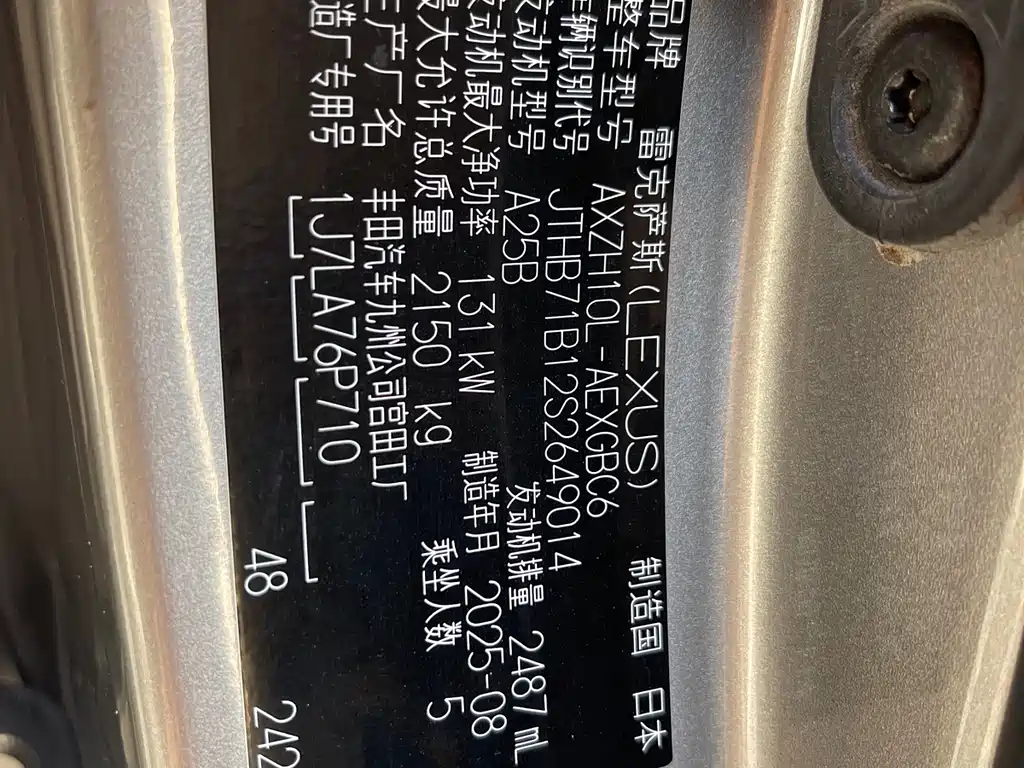 品牌 雷克萨斯(LEXUS) 制造国 日本
整车型号 AXZH10L-AEXGBC6
车辆识别代号 JTHB71B12S2649014
发动机型号 A25B 发动机排量 2487 mL
发动机最大净功率 131 kW 制造年月 2025-08
最大允许总质量 2150 kg 乘坐人数 5
生产厂名 丰田汽车九州公司宫田工厂
造厂专用号 1J7LA76P710
48 242